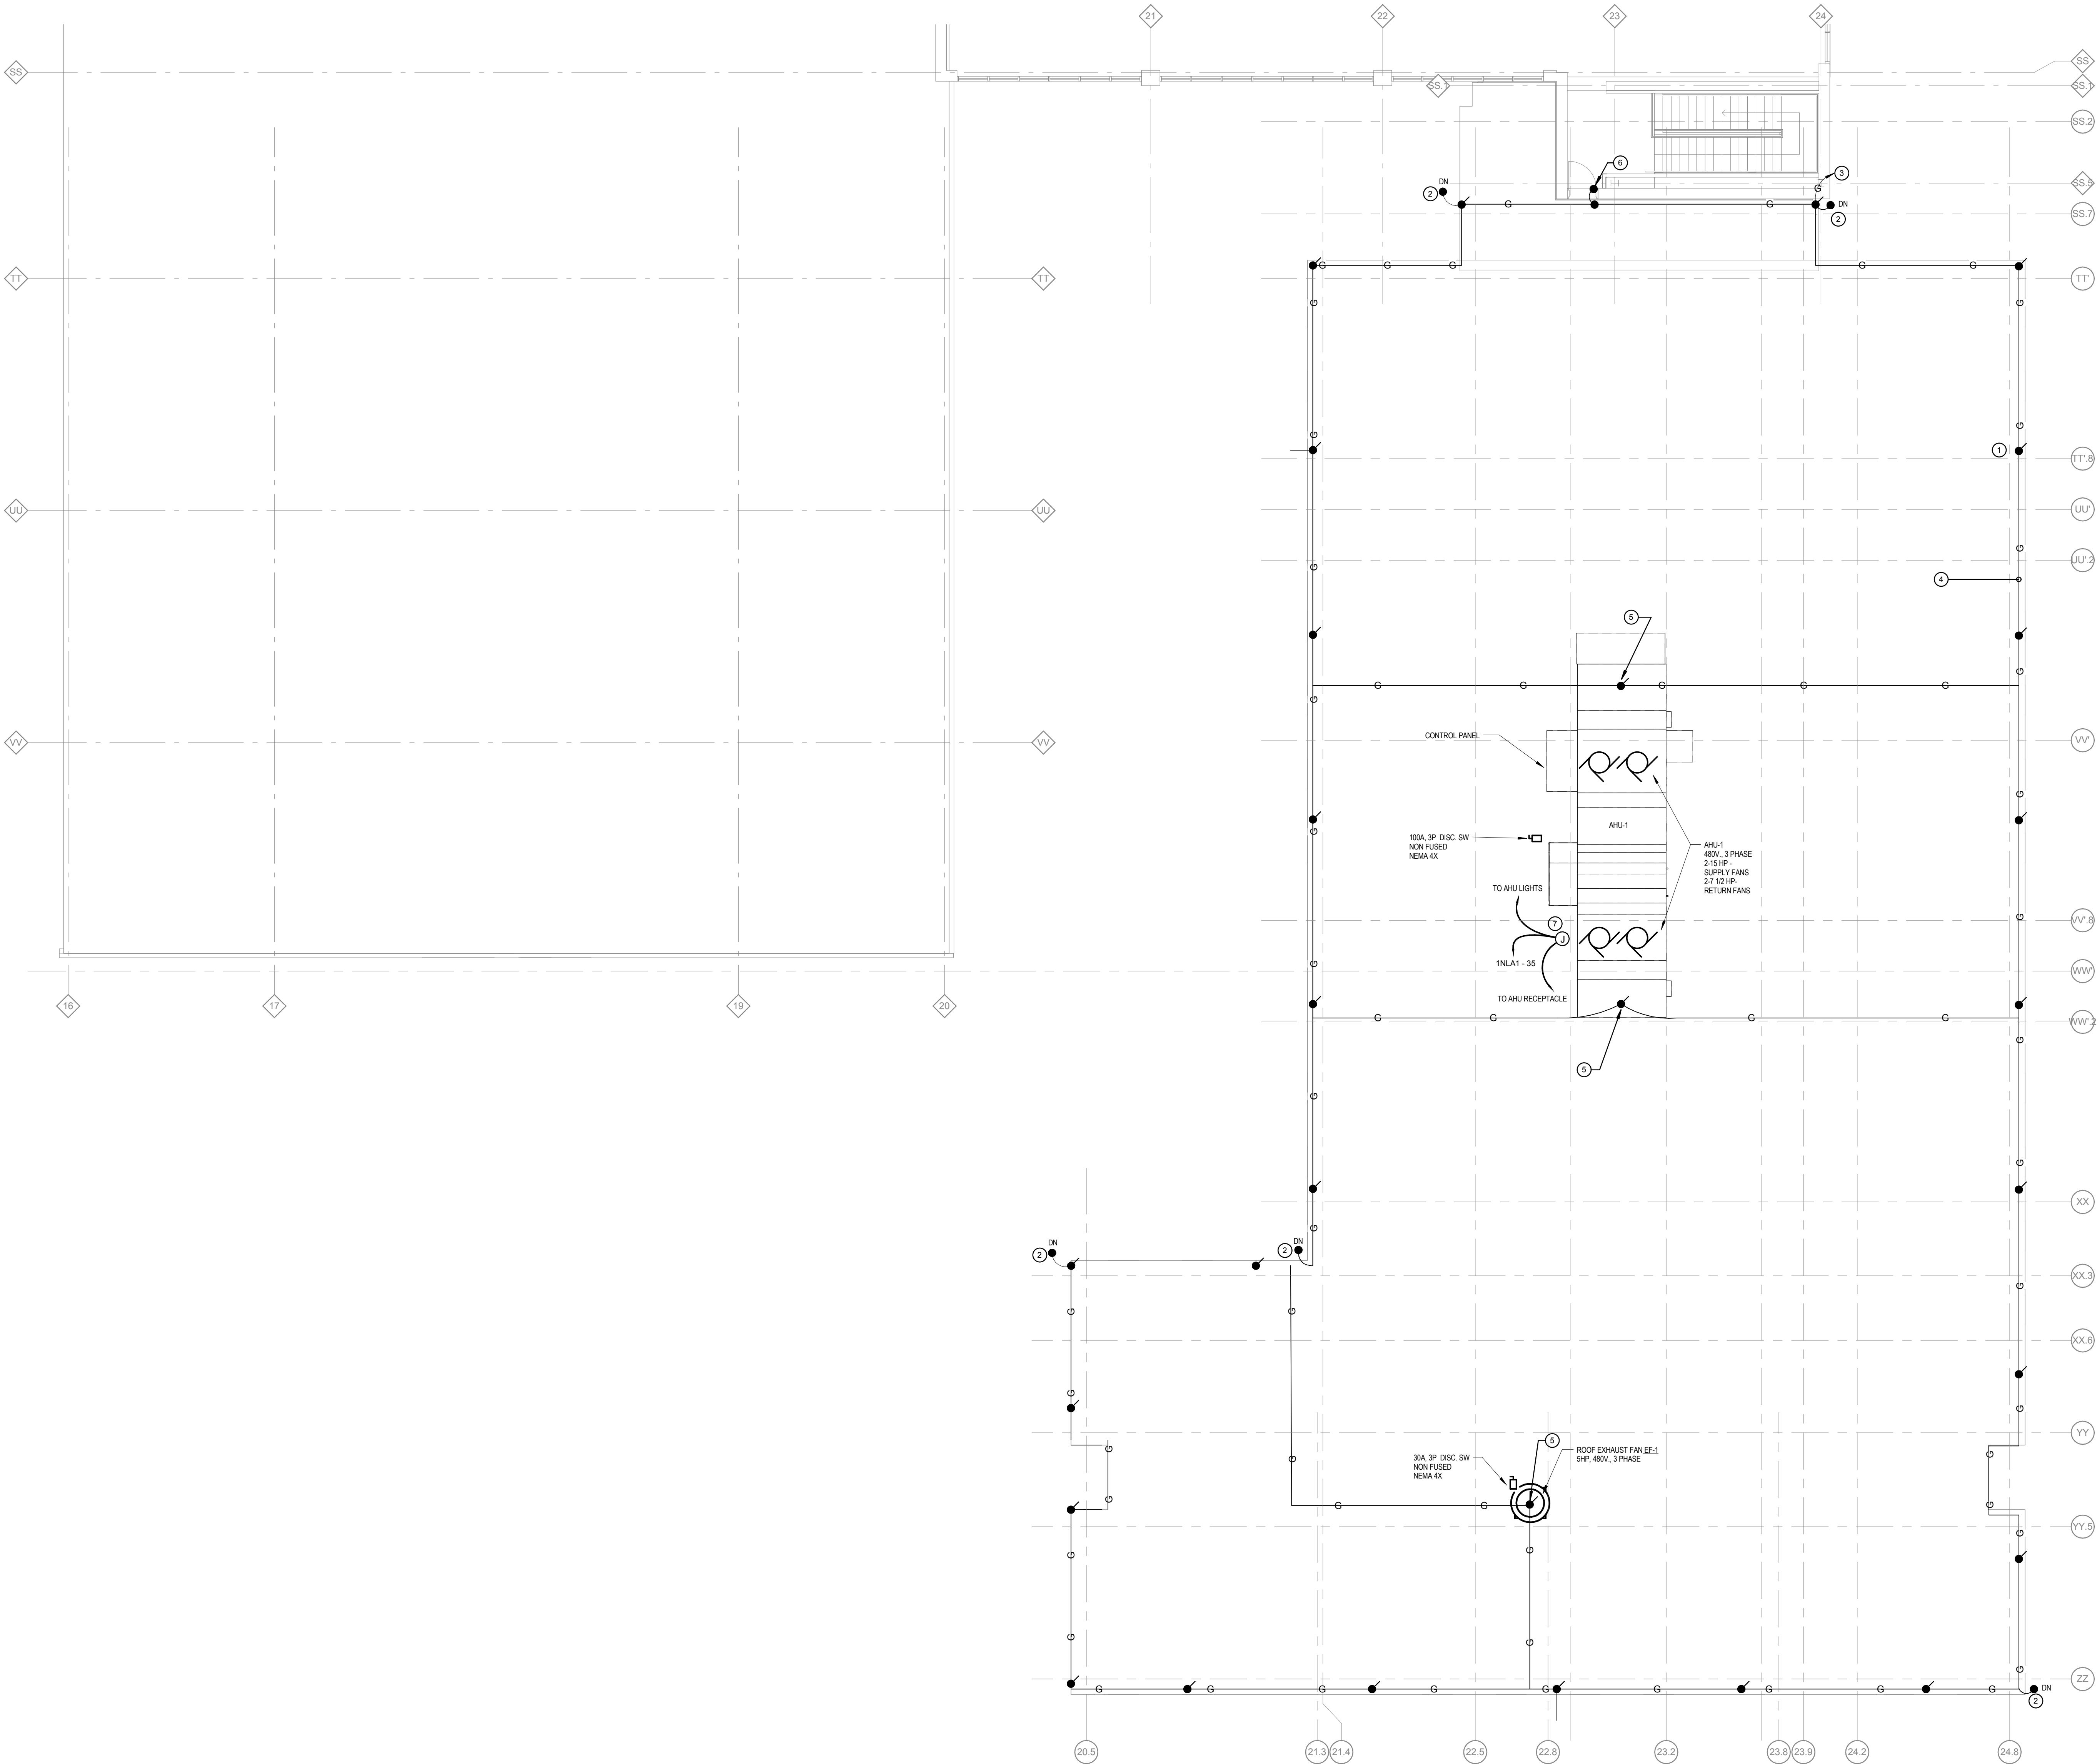 21
22
23
24
SS
SS
SS.1
SS.1
SS.2
6
3
DN
2
G
SS.5
G
G
DN
2
SS.7
G
G
G
G
G
TT
TT
TT'
G
G
G
G
1
TT'.8
UU
UU
UU'
G
G
UU'.2
4
5
G
G
G
G
G
G
G
VV
VV
CONTROL PANEL
VV'
G
100A, 3P DISC. SW
NON FUSED
NEMA 4X
AHU-1
G
AHU-1
480V., 3 PHASE
2-15 HP -
SUPPLY FANS
2-7 1/2 HP-
RETURN FANS
TO AHU LIGHTS
7
J
G
VV'.8
1NLA1 - 35
G
WW'
TO AHU RECEPTACLE
16
17
19
20
G
G
G
G
WW'.2
G
5
G
G
XX
G
DN
2
DN
2
XX.3
G
G
G
XX.6
G
G
YY
5
ROOF EXHAUST FAN EF-1
5HP, 480V., 3 PHASE
30A, 3P DISC. SW
NON FUSED
NEMA 4X
G
G
G
G
G
G
G
YY.5
G
G
G
G
G
G
ZZ
G
G
G
G
G
G
G
G
G
DN
2
20.5
21.3
21.4
22.5
22.8
23.2
23.8
23.9
24.2
24.8